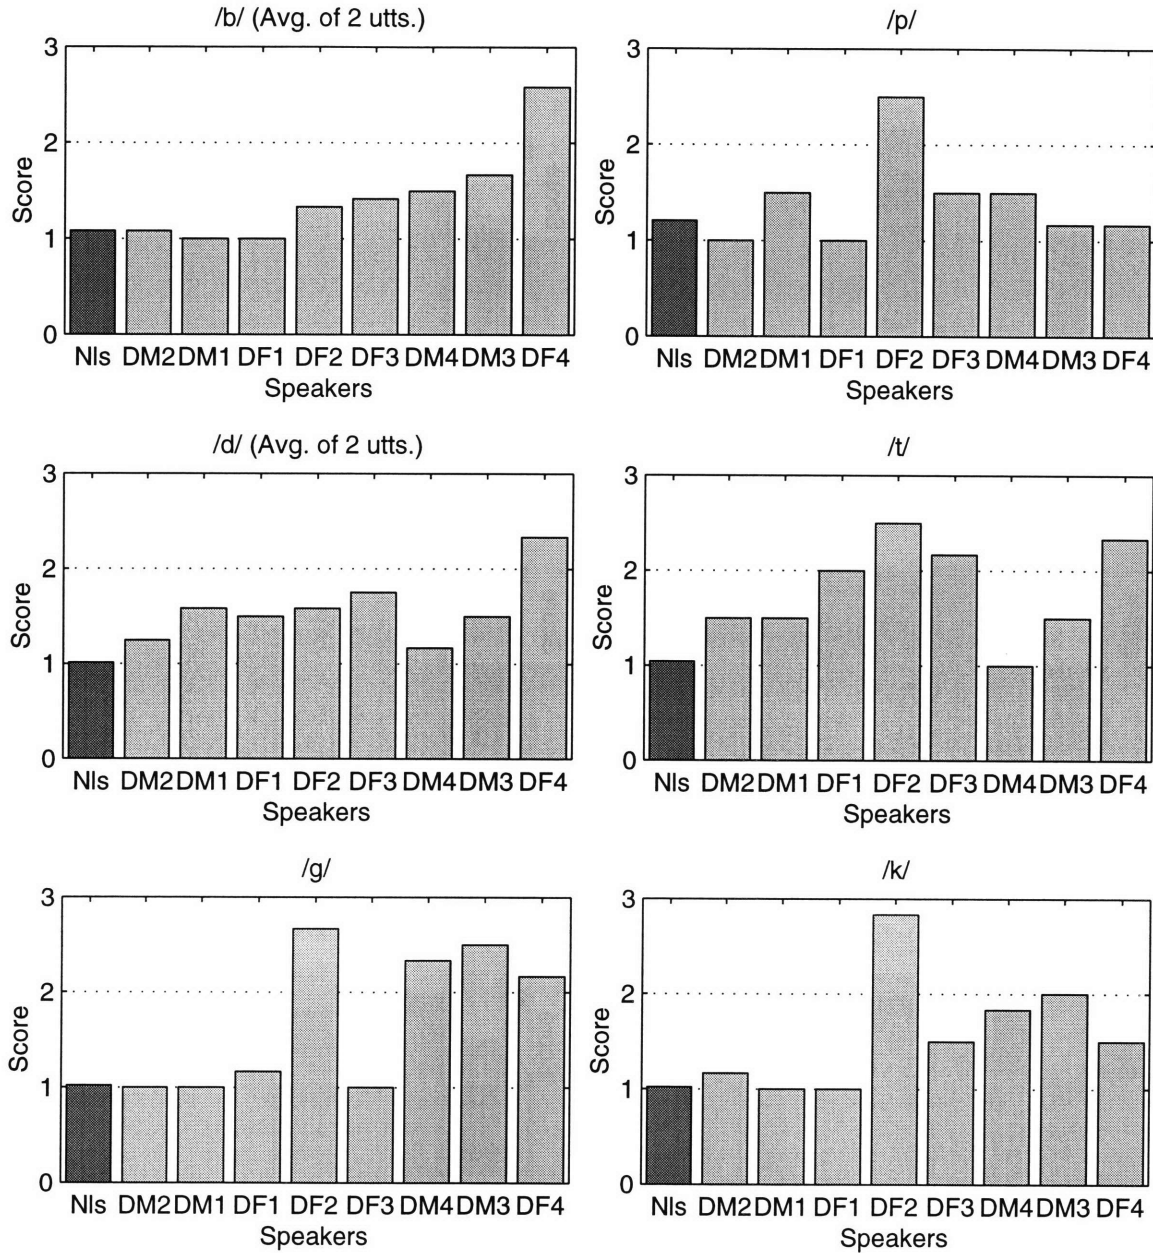 /b/ (Avg. of 2 utts.)
3
2
1
0
Score
Nls DM2 DM1 DF1 DF2 DF3 DM4 DM3 DF4
Speakers
/p/
3
2
1
0
Score
Nls DM2 DM1 DF1 DF2 DF3 DM4 DM3 DF4
Speakers
/d/ (Avg. of 2 utts.)
3
2
1
0
Score
Nls DM2 DM1 DF1 DF2 DF3 DM4 DM3 DF4
Speakers
/t/
3
2
1
0
Score
Nls DM2 DM1 DF1 DF2 DF3 DM4 DM3 DF4
Speakers
/g/
3
2
1
0
Score
Nls DM2 DM1 DF1 DF2 DF3 DM4 DM3 DF4
Speakers
/k/
3
2
1
0
Score
Nls DM2 DM1 DF1 DF2 DF3 DM4 DM3 DF4
Speakers